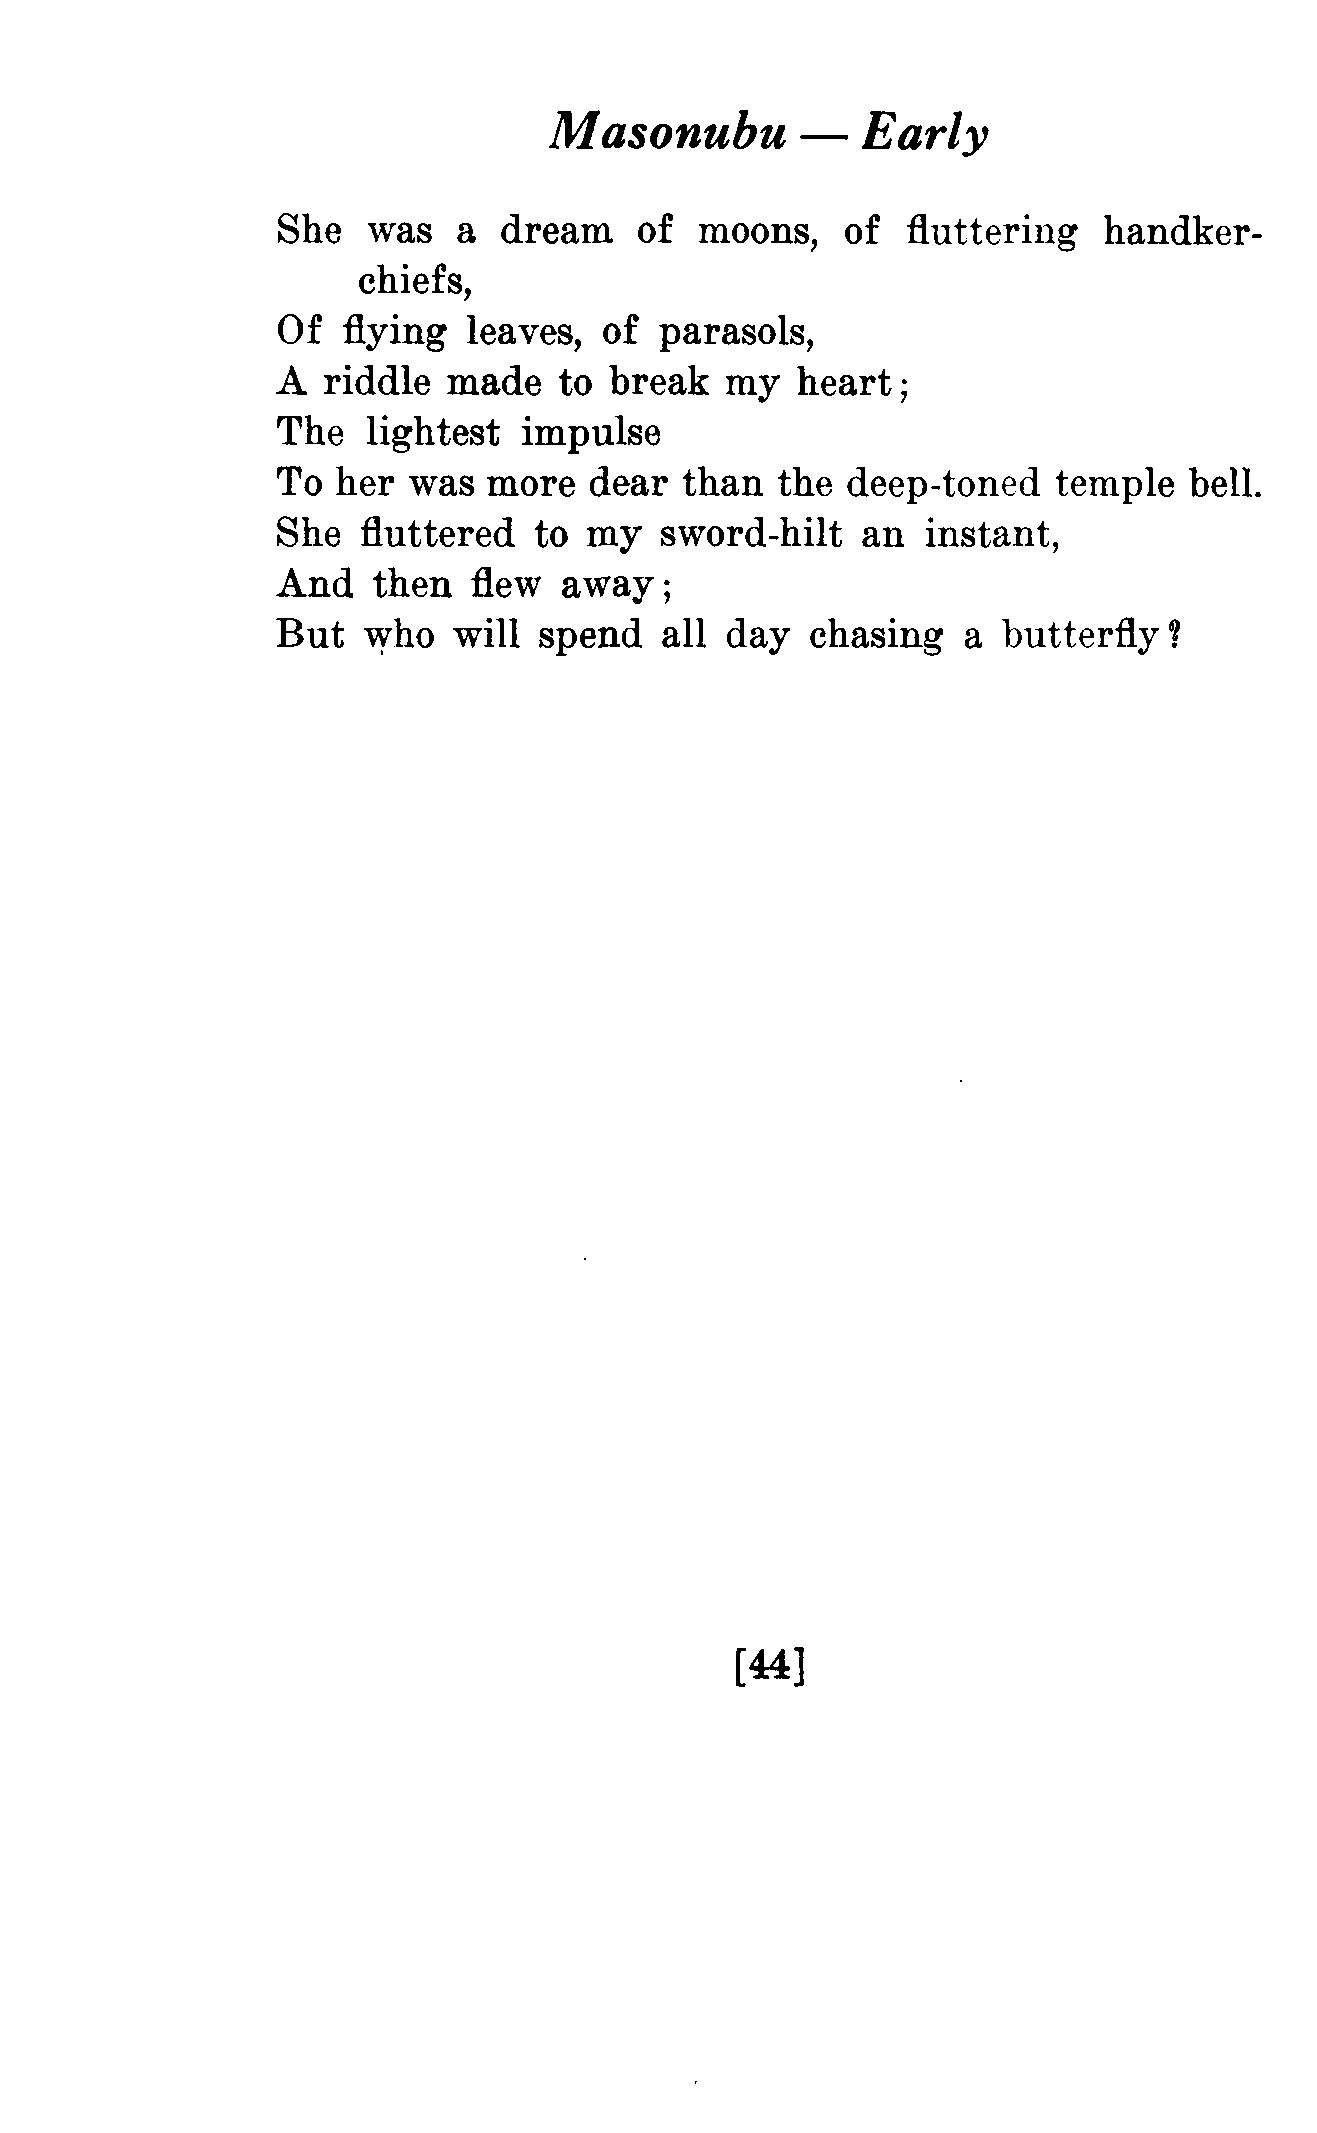 Masonubu — Early
She was a dream of moons, of fluttering handker-
chiefs,
Of flying leaves, of parasols,
A riddle made to break my heart;
The lightest impulse
To her was more dear than the deep-toned temple bell.
She fluttered to my sword-hilt an instant,
And then flew away;
But who will spend all day chasing a butterfly?
[44]